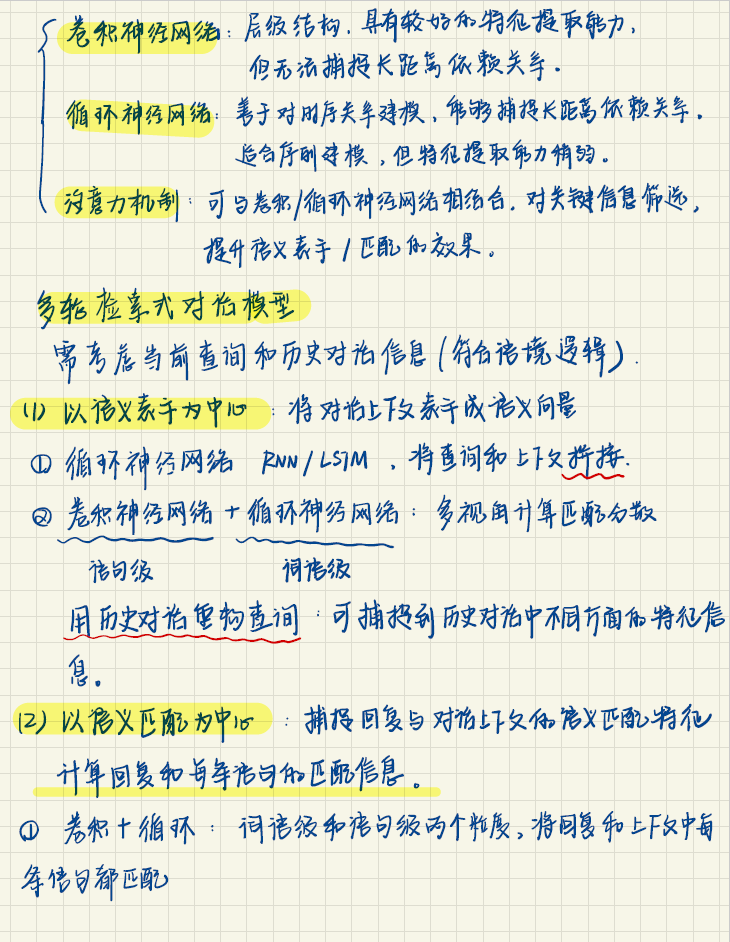 卷积神经网络：层级结构，具有较好的特征提取能力，
但无法捕捉长距离依赖关系。
循环神经网络：善于对时序关系建模，能够捕捉长距离依赖关系。
适合序列建模，但特征提取能力稍弱。
注意力机制：可与卷积/循环神经网络相结合，对关键信息筛选，
提升语义表示/匹配的效果。
多轮检索式对话模型
需考虑当前查询和历史对话信息（符合语境逻辑）.
(1) 以语义表示为中心：将对话上下文表示成语义向量
① 循环神经网络 RNN/LSTM，将查询和上下文拼接.
② 卷积神经网络+循环神经网络：多视角计算匹配分数
语句级 词语级
用历史对话重构查询：可捕捉到历史对话中不同方面的特征信
息。
(2) 以语义匹配为中心：捕捉回复与对话上下文的语义匹配特征
计算回复和每条语句的匹配信息。
① 卷积+循环：词语级和语句级两个粒度，将回复和上下文中每
条语句都匹配